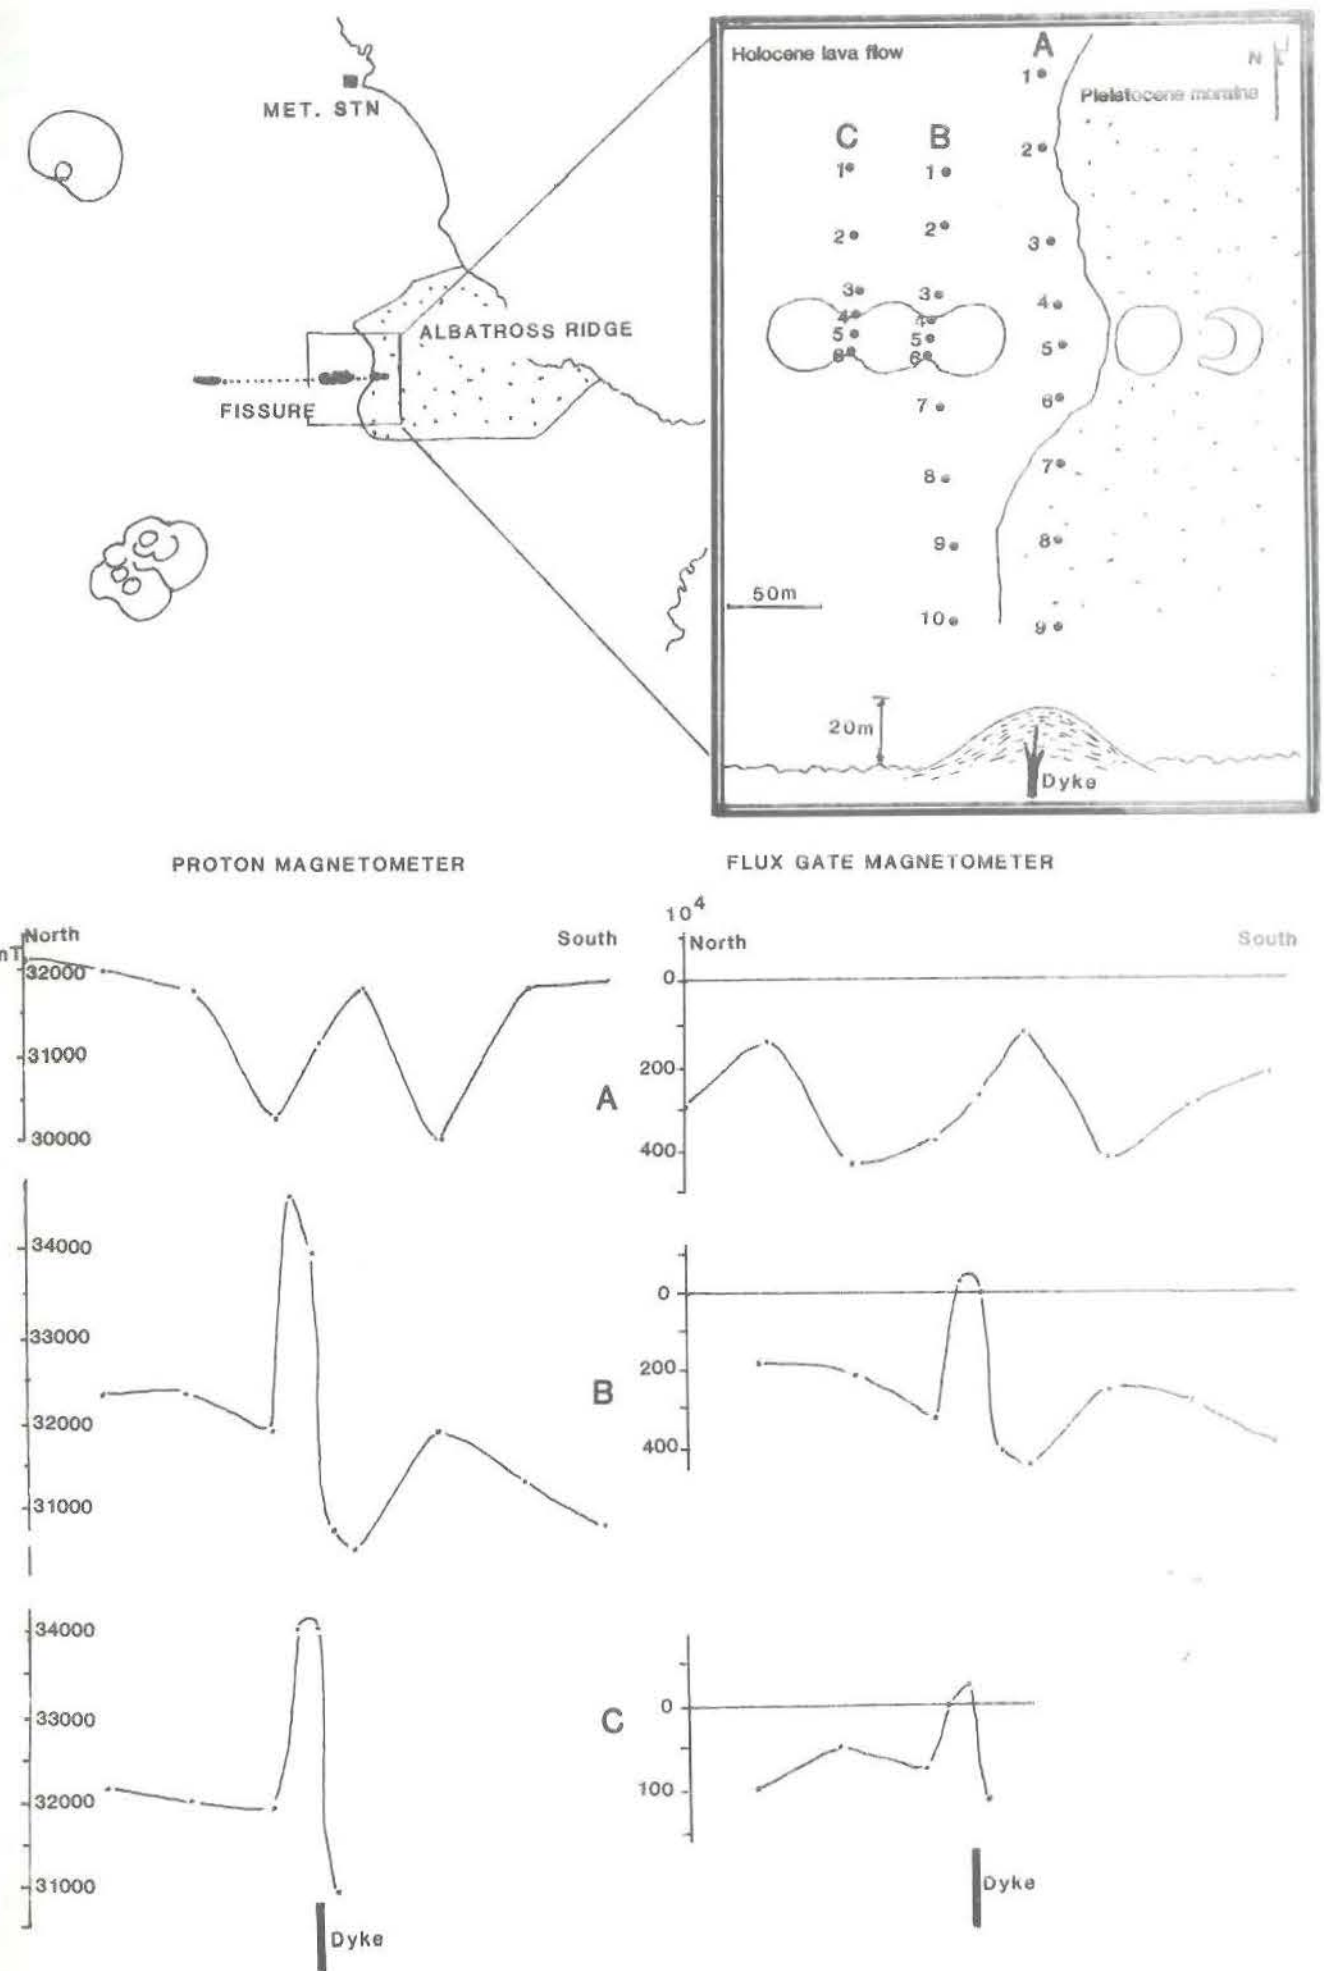 MET. STN
ALBATROSS RIDGE
FISSURE
Holocene lava flow
A
N
1
Pleistocene moraine
C
B
2
1
1
2
2
3
3
3
4
4
4
5
5
5
6
6
6
7
7
8
8
9
50m
10
9
20m
Dyke
PROTON MAGNETOMETER
FLUX GATE MAGNETOMETER
nT
North
South
32000
31000
30000
10⁴
North
South
0
200
400
A
34000
33000
32000
31000
B
0
200
400
34000
33000
32000
31000
C
0
100
Dyke
Dyke